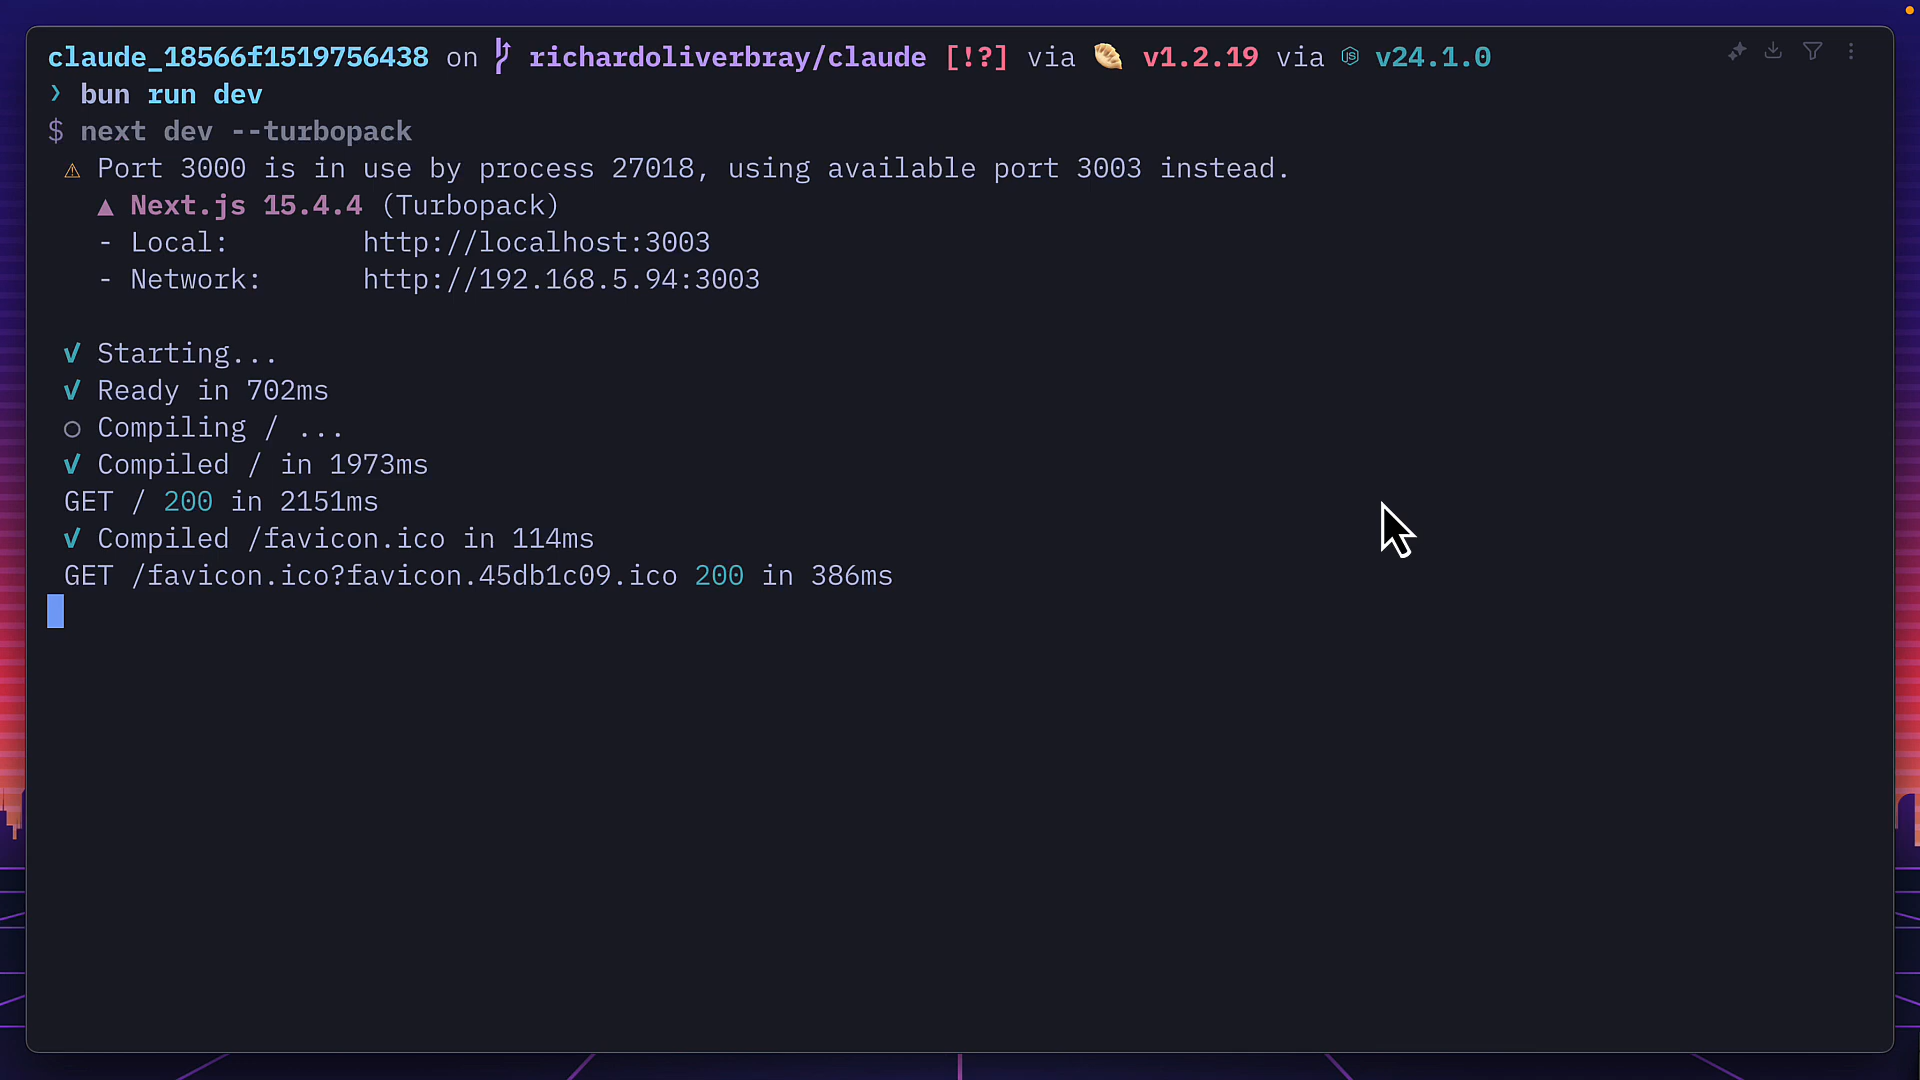 claude_18566f1519756438 on richardoliverbray/claude [!?] via v1.2.19 via v24.1.0
❯ bun run dev
$ next dev --turbopack
⚠ Port 3000 is in use by process 27018, using available port 3003 instead.
▲ Next.js 15.4.4 (Turbopack)
- Local: http://localhost:3003
- Network: http://192.168.5.94:3003
✓ Starting...
✓ Ready in 702ms
○ Compiling / ...
✓ Compiled / in 1973ms
GET / 200 in 2151ms
✓ Compiled /favicon.ico in 114ms
GET /favicon.ico?favicon.45db1c09.ico 200 in 386ms